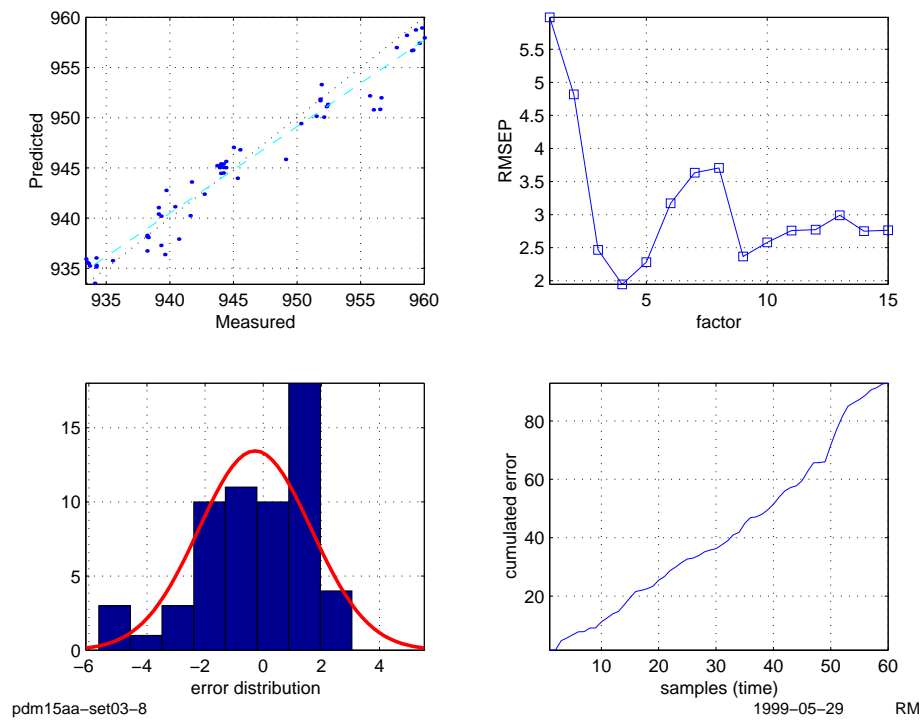 960
955
950
945
940
935
Predicted
935 940 945 950 955 960
Measured
5.5
5
4.5
4
3.5
3
2.5
2
RMSEP
5 10 15
factor
15
10
5
0
−6 −4 −2 0 2 4
error distribution
80
60
40
20
cumulated error
10 20 30 40 50 60
samples (time)
pdm15aa−set03−8
1999−05−29 RM